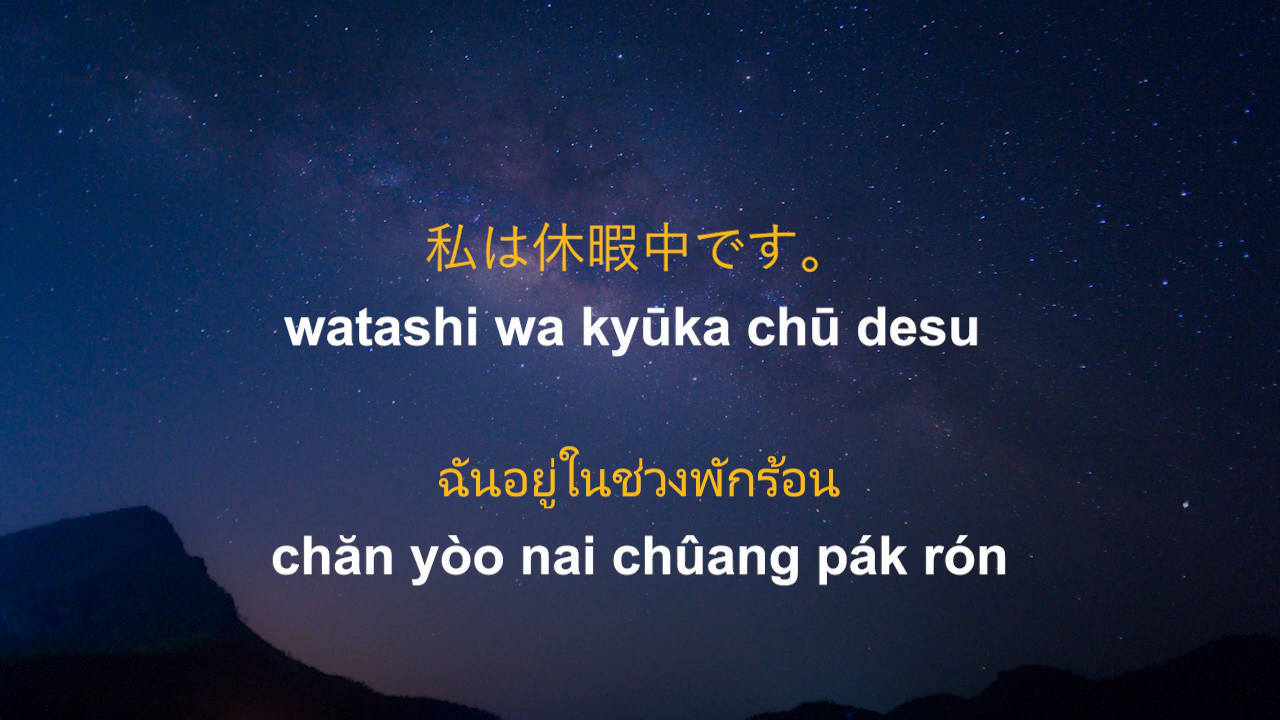 私は休暇中です。
watashi wa kyūka chū desu
ฉันอยู่ในช่วงพักร้อน
chăn yòo nai chûang pák rón